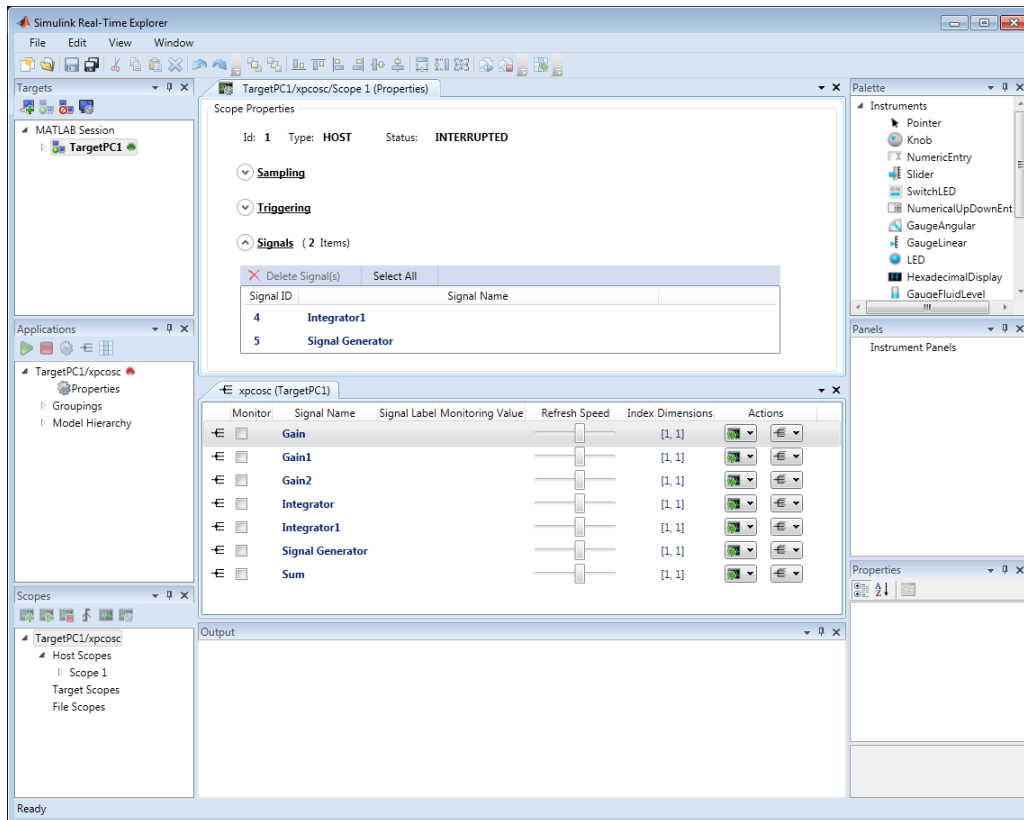 Simulink Real-Time Explorer
File Edit View Window
Targets
MATLAB Session
TargetPC1
TargetPC1/xpcosc/Scope 1 (Properties)
Scope Properties
Id: 1 Type: HOST Status: INTERRUPTED
Sampling
Triggering
Signals ( 2 Items)
Delete Signal(s) Select All
Signal ID Signal Name
4 Integrator1
5 Signal Generator
Palette
Instruments
Pointer
Knob
NumericEntry
Slider
SwitchLED
NumericalUpDownEnt
GaugeAngular
GaugeLinear
LED
HexadecimalDisplay
GaugeFluidLevel
Applications
TargetPC1/xpcosc
Properties
Groupings
Model Hierarchy
xpcosc (TargetPC1)
Monitor Signal Name Signal Label Monitoring Value Refresh Speed Index Dimensions Actions
Gain [1, 1]
Gain1 [1, 1]
Gain2 [1, 1]
Integrator [1, 1]
Integrator1 [1, 1]
Signal Generator [1, 1]
Sum [1, 1]
Panels
Instrument Panels
Properties
Scopes
TargetPC1/xpcosc
Host Scopes
Scope 1
Target Scopes
File Scopes
Output
Ready